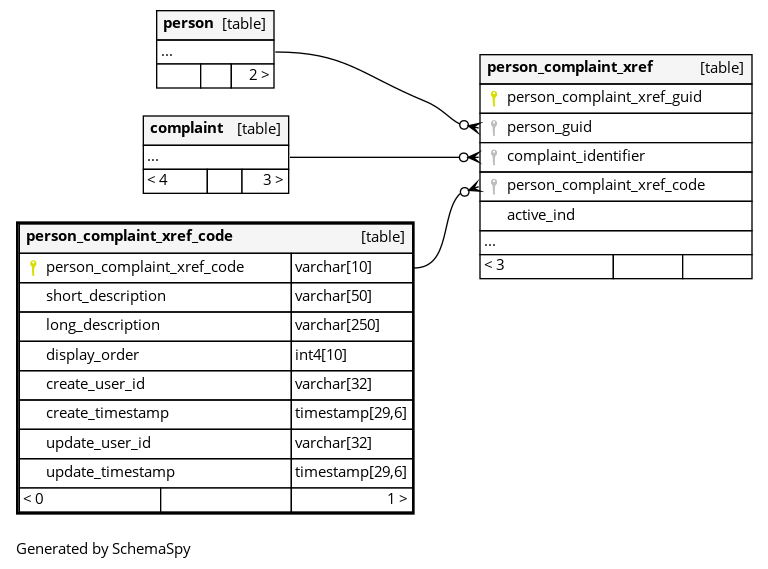 person [table]
...
2 >
complaint [table]
...
< 4 3 >
person_complaint_xref_code [table]
person_complaint_xref_code varchar[10]
short_description varchar[50]
long_description varchar[250]
display_order int4[10]
create_user_id varchar[32]
create_timestamp timestamp[29,6]
update_user_id varchar[32]
update_timestamp timestamp[29,6]
< 0 1 >
person_complaint_xref [table]
person_complaint_xref_guid
person_guid
complaint_identifier
person_complaint_xref_code
active_ind
...
< 3
Generated by SchemaSpy